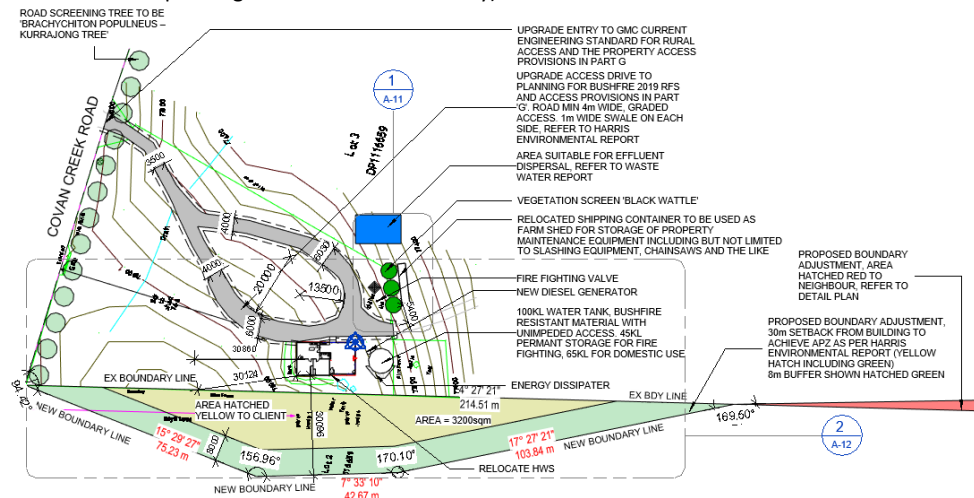 ROAD SCREENING TREE TO BE
'BRACHYCHITON POPULNEUS –
KURRAJONG TREE'
COVAN CREEK ROAD
Lot 3
DP1116659
1
A-11
UPGRADE ENTRY TO GMC CURRENT
ENGINEERING STANDARD FOR RURAL
ACCESS AND THE PROPERTY ACCESS
PROVISIONS IN PART G
UPGRADE ACCESS DRIVE TO
PLANNING FOR BUSHFRE 2019 RFS
AND ACCESS PROVISIONS IN PART
'G'. ROAD MIN 4m WIDE, GRADED
ACCESS. 1m WIDE SWALE ON EACH
SIDE, REFER TO HARRIS
ENVIRONMENTAL REPORT
AREA SUITABLE FOR EFFLUENT
DISPERSAL, REFER TO WASTE
WATER REPORT
VEGETATION SCREEN 'BLACK WATTLE'
RELOCATED SHIPPING CONTAINER TO BE USED AS
FARM SHED FOR STORAGE OF PROPERTY
MAINTENANCE EQUIPMENT INCLUDING BUT NOT LIMITED
TO SLASHING EQUIPMENT, CHAINSAWS AND THE LIKE
FIRE FIGHTING VALVE
NEW DIESEL GENERATOR
100KL WATER TANK, BUSHFIRE
RESISTANT MATERIAL WITH
UNIMPEDED ACCESS. 45KL
PERMANT STORAGE FOR FIRE
FIGHTING, 65KL FOR DOMESTIC USE
ENERGY DISSIPATER
PROPOSED BOUNDARY
ADJUSTMENT, AREA
HATCHED RED TO
NEIGHBOUR, REFER TO
DETAIL PLAN
PROPOSED BOUNDARY ADJUSTMENT,
30m SETBACK FROM BUILDING TO
ACHIEVE APZ AS PER HARRIS
ENVIRONMENTAL REPORT (YELLOW
HATCH INCLUDING GREEN)
8m BUFFER SHOWN HATCHED GREEN
3500
4000
4000
20000
13500
6000
5400
30860
30124
30096
8000
94.42°
EX BOUNDARY LINE
214.51 m
AREA = 3200sqm
AREA HATCHED
YELLOW TO CLIENT
EX BDY LINE
169.50°
NEW BOUNDARY LINE
15° 29' 27"
75.23 m
156.96°
170.10°
17° 27' 21"
103.84 m
NEW BOUNDARY LINE
Lot 2
RELOCATE HWS
NEW BOUNDARY LINE
7° 33' 10"
42.67 m
2
A-12